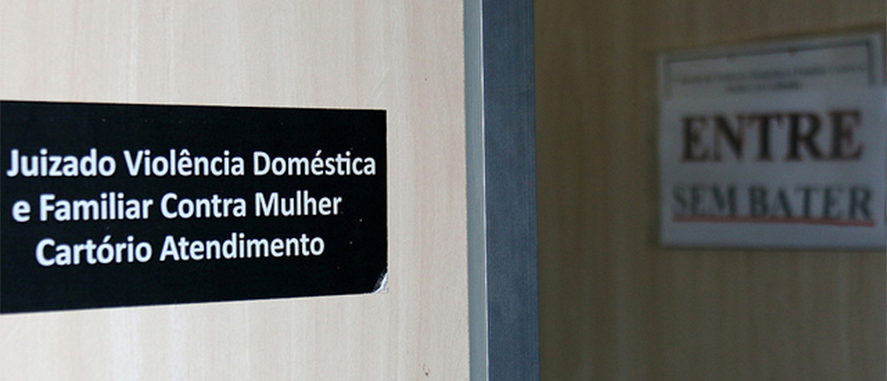 Juizado Violência Doméstica
e Familiar Contra Mulher
Cartório Atendimento
ENTRE
SEM BATER